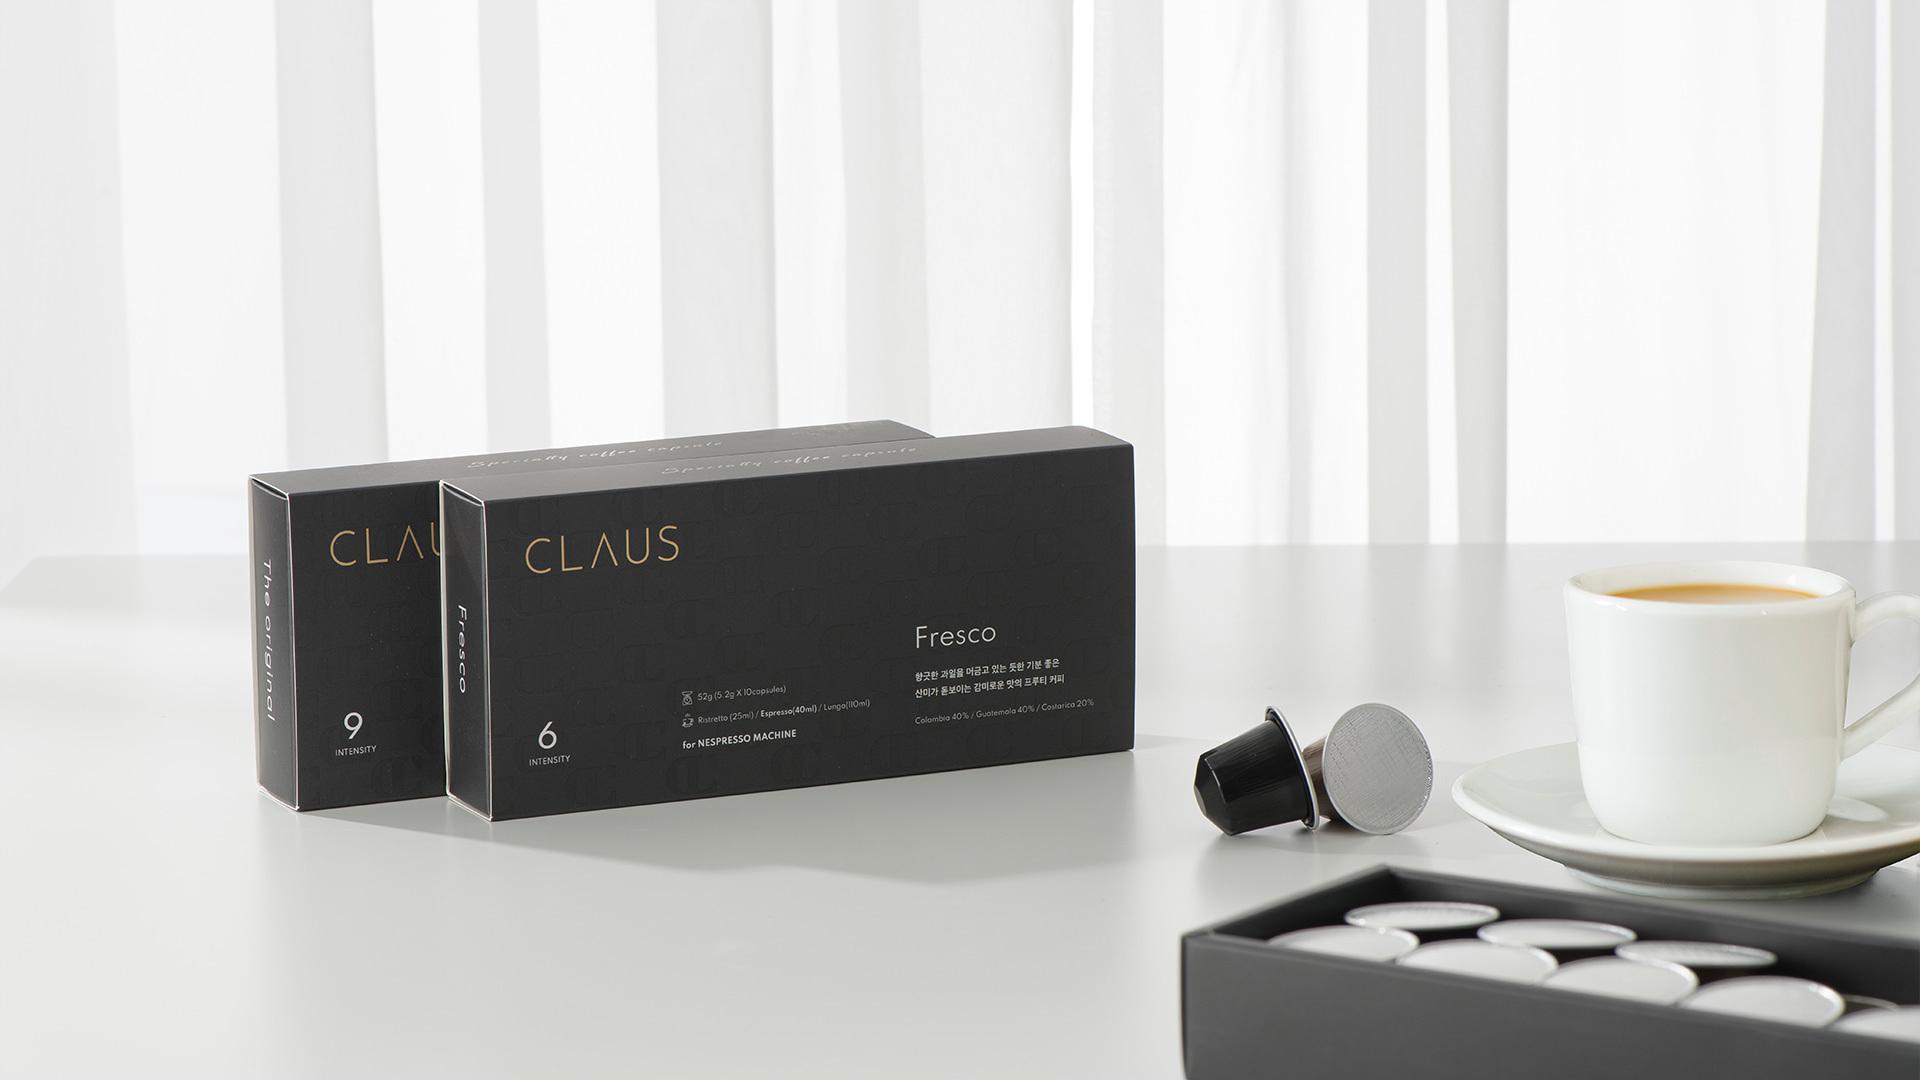 Specialty coffee capsule
CLAU
The original
9
INTENSITY
Specialty coffee capsule
CLAUS
Fresco
6
INTENSITY
52g (5.2g X 10capsules)
Ristretto (25ml) / Espresso(40ml) / Lungo(110ml)
for NESPRESSO MACHINE
Fresco
향긋한 과일을 머금고 있는 듯한 기분 좋은
산미가 돋보이는 감미로운 맛의 프루티 커피
Colombia 40% / Guatemala 40% / Costarica 20%